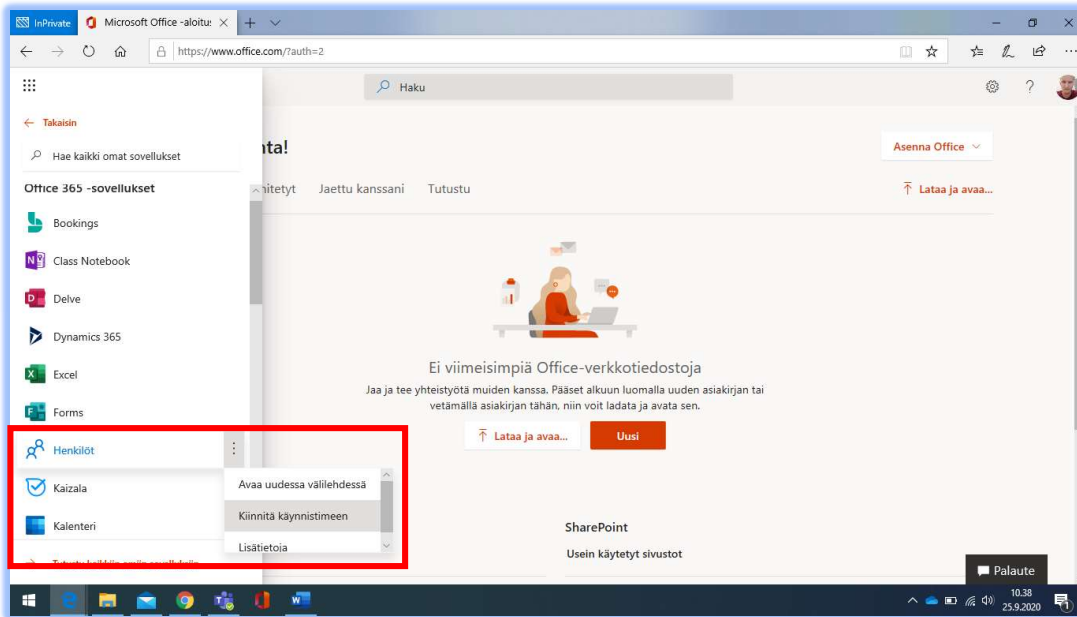 InPrivate
Microsoft Office -aloitu
https://www.office.com/?auth=2
Haku
Takaisin
Hae kaikki omat sovellukset
nta!
Asenna Office
Office 365 -sovellukset
nitetyt Jaettu kanssani Tutustu
Lataa ja avaa...
Bookings
Class Notebook
Delve
Dynamics 365
Excel
Forms
Henkilöt
Kaizala
Kalenteri
Avaa uudessa välilehdessä
Kiinnitä käynnistimeen
Lisätietoja
Ei viimeisimpiä Office-verkkotiedostoja
Jaa ja tee yhteistyötä muiden kanssa. Pääset alkuun luomalla uuden asiakirjan tai
vetämällä asiakirjan tähän, niin voit ladata ja avata sen.
Lataa ja avaa...
Uusi
SharePoint
Usein käytetyt sivustot
Palaute
10.38
25.9.2020